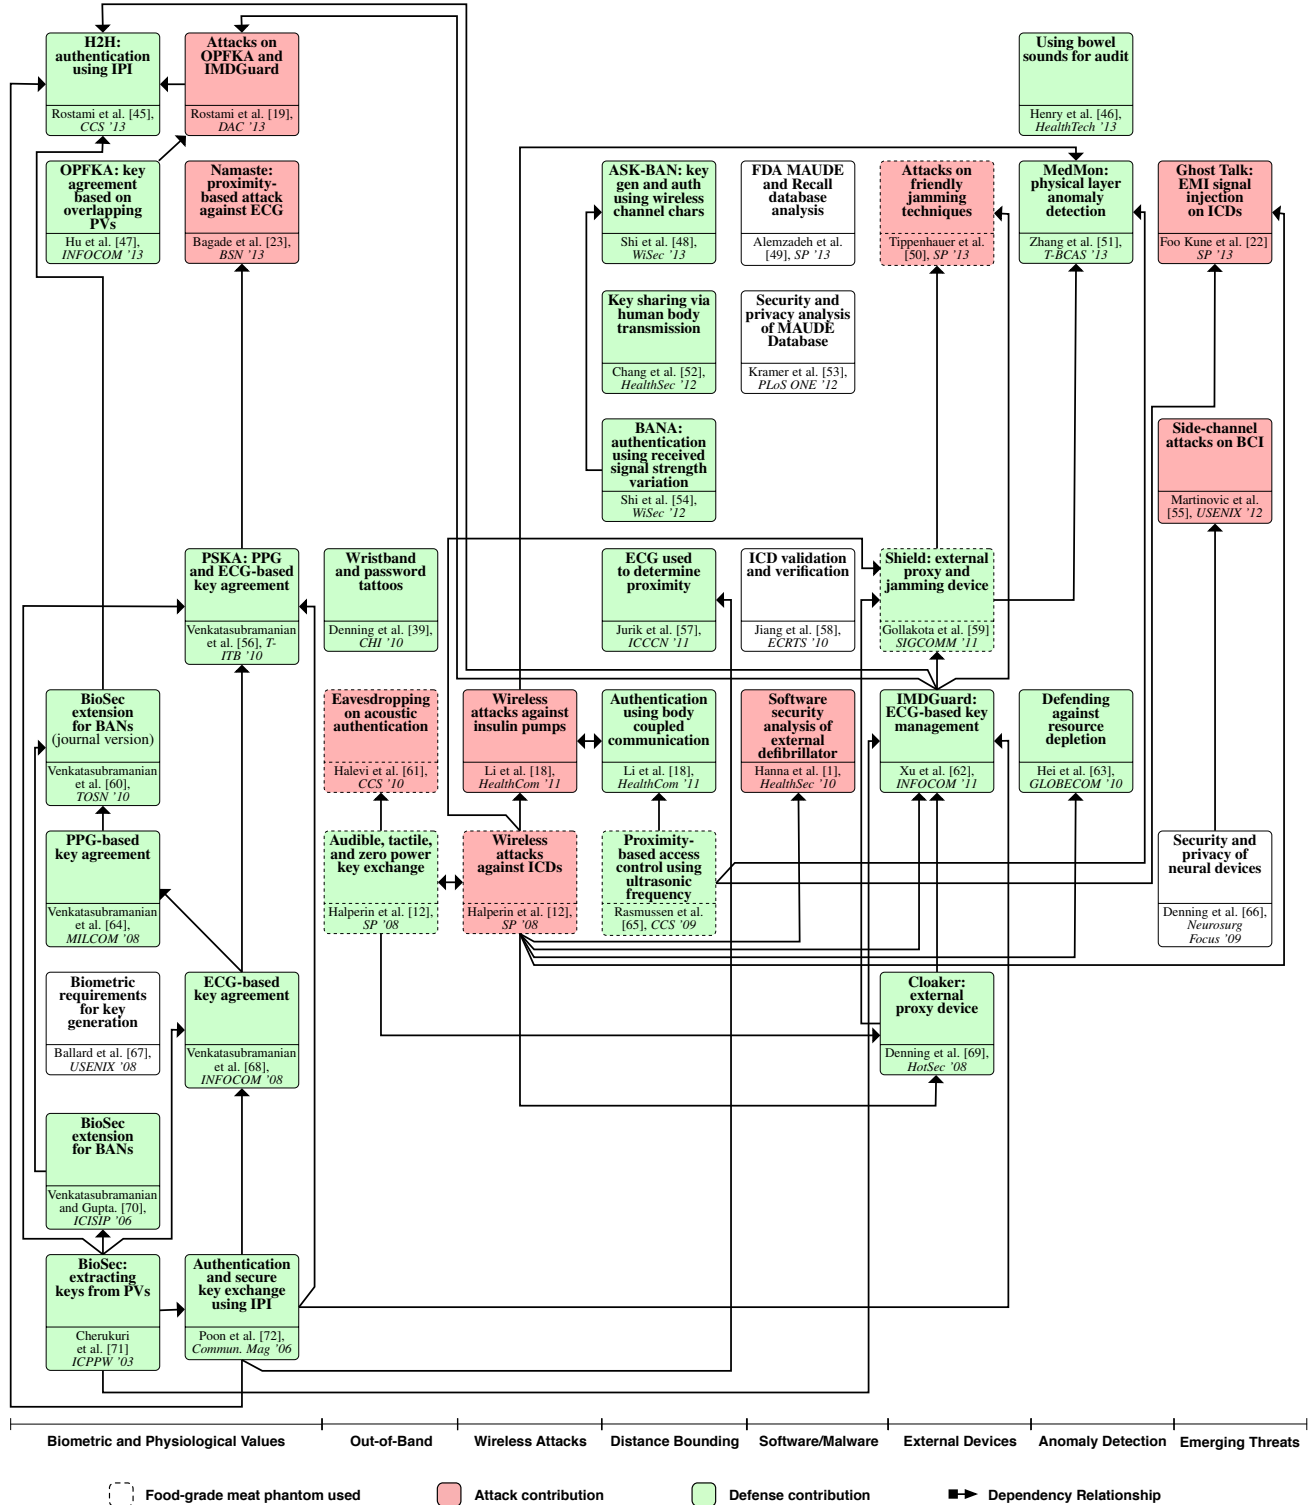 H2H:
authentication
using IPI
Rostami et al. [45],
CCS '13
Attacks on
OPFKA and
IMDGuard
Rostami et al. [19],
DAC '13
Using bowel
sounds for audit
Henry et al. [46],
HealthTech '13
OPFKA: key
agreement
based on
overlapping
PVs
Hu et al. [47],
INFOCOM '13
Namaste:
proximity-
based attack
against ECG
Bagade et al. [23],
BSN '13
ASK-BAN: key
gen and auth
using wireless
channel chars
Shi et al. [48],
WiSec '13
FDA MAUDE
and Recall
database
analysis
Alemzadeh et al.
[49], SP '13
Attacks on
friendly
jamming
techniques
Tippenhauer et al.
[50], SP '13
MedMon:
physical layer
anomaly
detection
Zhang et al. [51],
T-BCAS '13
Ghost Talk:
EMI signal
injection
on ICDs
Foo Kune et al. [22]
SP '13
Key sharing via
human body
transmission
Chang et al. [52],
HealthSec '12
Security and
privacy analysis
of MAUDE
Database
Kramer et al. [53],
PLoS ONE '12
BANA:
authentication
using received
signal strength
variation
Shi et al. [54],
WiSec '12
Side-channel
attacks on BCI
Martinovic et al.
[55], USENIX '12
PSKA: PPG
and ECG-based
key agreement
Venkatasubramanian
et al. [56], T-
ITB '10
Wristband
and password
tattoos
Denning et al. [39],
CHI '10
ECG used
to determine
proximity
Jurik et al. [57],
ICCCN '11
ICD validation
and verification
Jiang et al. [58],
ECRTS '10
Shield: external
proxy and
jamming device
Gollakota et al. [59]
SIGCOMM '11
BioSec
extension
for BANs
(journal version)
Venkatasubramanian
et al. [60],
TOSN '10
Eavesdropping
on acoustic
authentication
Halevi et al. [61],
CCS '10
Wireless
attacks against
insulin pumps
Li et al. [18],
HealthCom '11
Authentication
using body
coupled
communication
Li et al. [18],
HealthCom '11
Software
security
analysis of
external
defibrillator
Hanna et al. [1],
HealthSec '10
IMDGuard:
ECG-based key
management
Xu et al. [62],
INFOCOM '11
Defending
against
resource
depletion
Hei et al. [63],
GLOBECOM '10
PPG-based
key agreement
Venkatasubramanian
et al. [64],
MILCOM '08
Audible, tactile,
and zero power
key exchange
Halperin et al. [12],
SP '08
Wireless
attacks
against ICDs
Halperin et al. [12],
SP '08
Proximity-
based access
control using
ultrasonic
frequency
Rasmussen et al.
[65], CCS '09
Security and
privacy of
neural devices
Denning et al. [66],
Neurosurg
Focus '09
Biometric
requirements
for key
generation
Ballard et al. [67],
USENIX '08
ECG-based
key agreement
Venkatasubramanian
et al. [68],
INFOCOM '08
Cloaker:
external
proxy device
Denning et al. [69],
HotSec '08
BioSec
extension
for BANs
Venkatasubramanian
and Gupta. [70],
ICISIP '06
BioSec:
extracting
keys from PVs
Cherukuri
et al. [71]
ICPPW '03
Authentication
and secure
key exchange
using IPI
Poon et al. [72],
Commun. Mag '06
Biometric and Physiological Values
Out-of-Band
Wireless Attacks
Distance Bounding
Software/Malware
External Devices
Anomaly Detection
Emerging Threats
Food-grade meat phantom used
Attack contribution
Defense contribution
Dependency Relationship